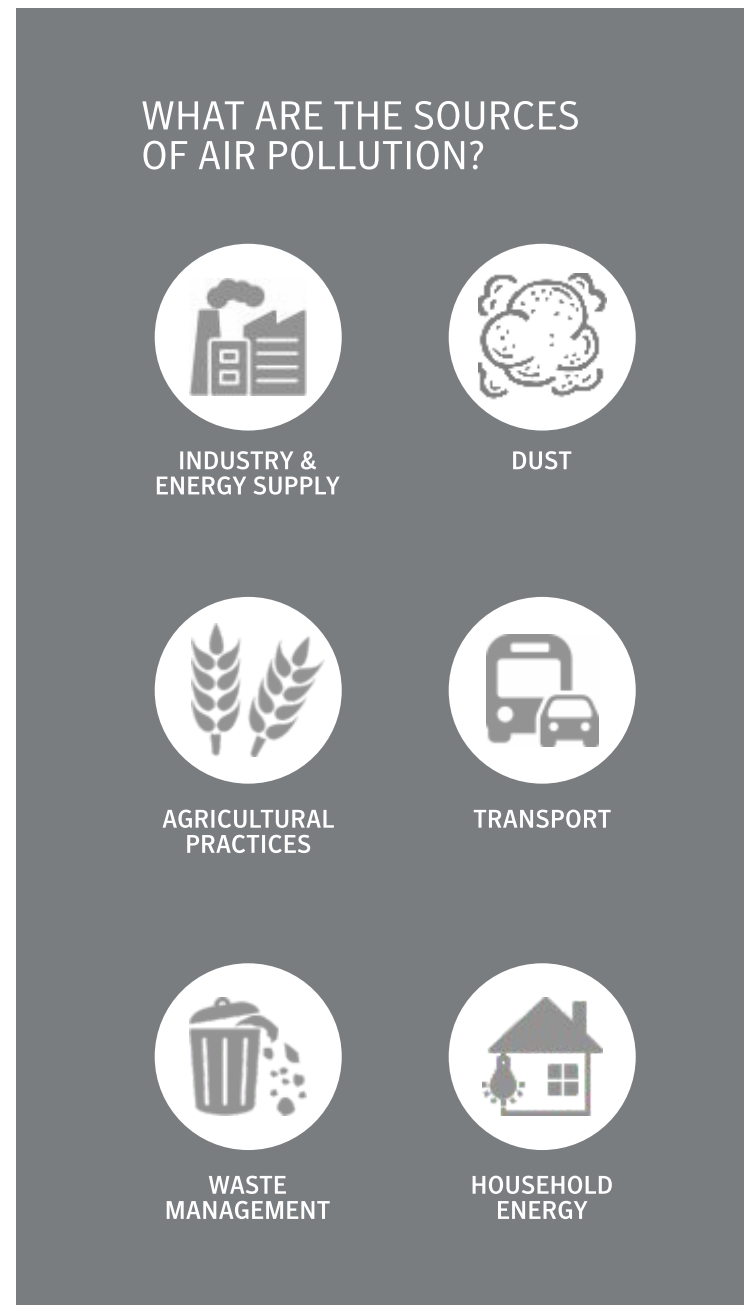 WHAT ARE THE SOURCES
OF AIR POLLUTION?
INDUSTRY &
ENERGY SUPPLY
DUST
AGRICULTURAL
PRACTICES
TRANSPORT
WASTE
MANAGEMENT
HOUSEHOLD
ENERGY